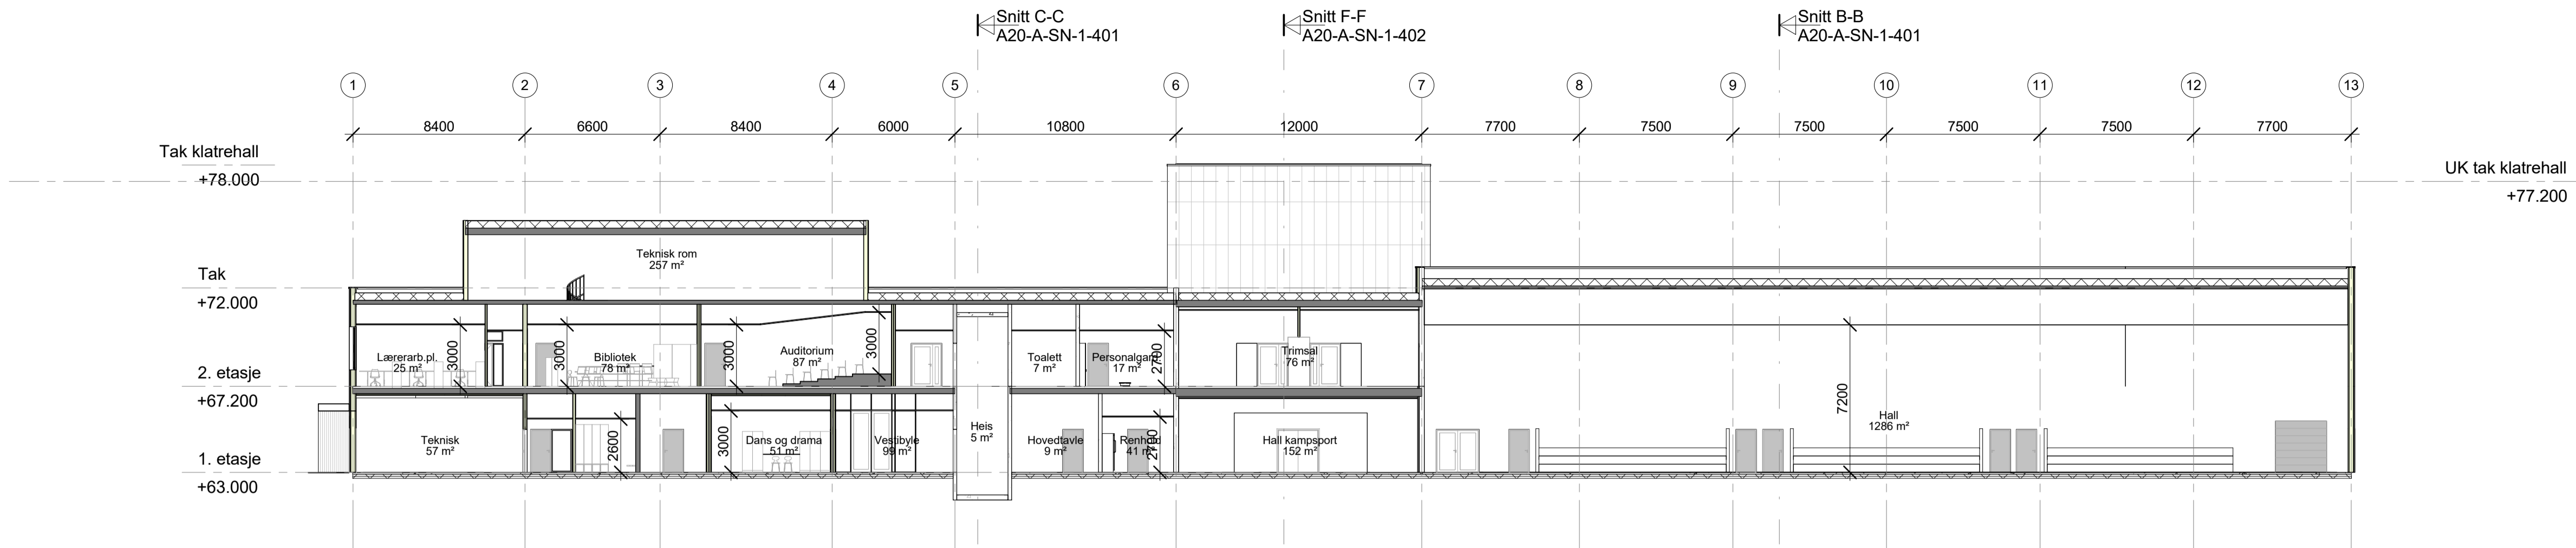 Snitt C-C
A20-A-SN-1-401
Snitt F-F
A20-A-SN-1-402
Snitt B-B
A20-A-SN-1-401
1
2
3
4
5
6
7
8
9
10
11
12
13
8400
6600
8400
6000
10800
12000
7700
7500
7500
7500
7500
7700
Tak klatrehall
+78.000
UK tak klatrehall
+77.200
Tak
+72.000
2. etasje
+67.200
1. etasje
+63.000
Teknisk rom
257 m²
Lærerarb.pl.
25 m²
3000
3000
Bibliotek
78 m²
3000
Auditorium
87 m²
3000
Toalett
7 m²
Personalgard
17 m²
2700
Trimsal
76 m²
Teknisk
57 m²
2600
3000
Dans og drama
51 m²
Vestibyle
99 m²
Heis
5 m²
Hovedtavle
9 m²
Renhold
41 m²
2700
Hall kampsport
152 m²
7200
Hall
1286 m²